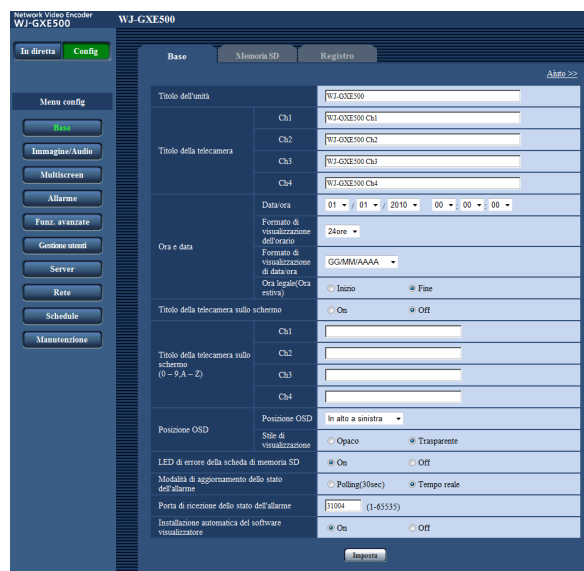 Network Video Encoder
WJ-GXE500
WJ-GXE500
In diretta
Config
Menu config
Base
Immagine/Audio
Multiscreen
Allarme
Funz. avanzate
Gestione utenti
Server
Rete
Schedule
Manutenzione
Base
Memoria SD
Registro
Aiuto >>
Titolo dell'unità
WJ-GXE500
Titolo della telecamera
Ch1
WJ-GXE500 Ch1
Ch2
WJ-GXE500 Ch2
Ch3
WJ-GXE500 Ch3
Ch4
WJ-GXE500 Ch4
Ora e data
Data/ora
01 / 01 / 2010 00 : 00 : 00
Formato di
visualizzazione
dell'orario
24ore
Formato di
visualizzazione
di data/ora
GG/MM/AAAA
Ora legale(Ora
estiva)
Inizio
Fine
Titolo della telecamera sullo
schermo
On
Off
Titolo della telecamera sullo
schermo
(0 – 9,A – Z)
Ch1
Ch2
Ch3
Ch4
Posizione OSD
Posizione OSD
In alto a sinistra
Stile di
visualizzazione
Opaco
Trasparente
LED di errore della scheda di memoria SD
On
Off
Modalità di aggiornamento dello stato
dell'allarme
Polling(30sec)
Tempo reale
Porta di ricezione dello stato dell'allarme
31004 (1-65535)
Installazione automatica del software
visualizzatore
On
Off
Imposta